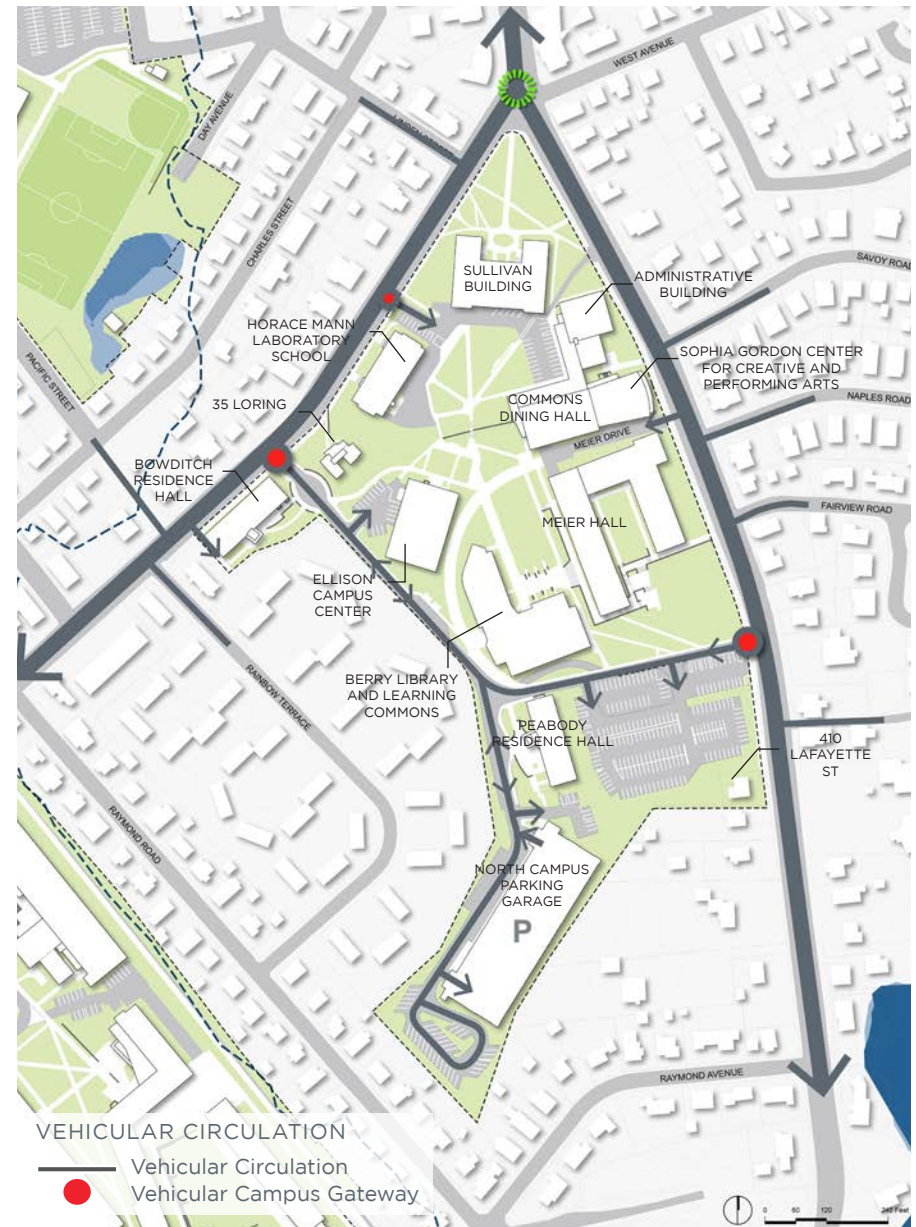 WEST AVENUE
DAY AVENUE
CHARLES STREET
SAVOY ROAD
SULLIVAN
BUILDING
ADMINISTRATIVE
BUILDING
HORACE MANN
LABORATORY
SCHOOL
SOPHIA GORDON CENTER
FOR CREATIVE AND
PERFORMING ARTS
PACIFIC STREET
35 LORING
COMMONS
DINING HALL
NAPLES ROAD
MEIER DRIVE
BOWDITCH
RESIDENCE
HALL
FAIRVIEW ROAD
MEIER HALL
ELLISON
CAMPUS
CENTER
BERRY LIBRARY
AND LEARNING
COMMONS
RAINBOW TERRACE
PEABODY
RESIDENCE HALL
410
LAFAYETTE
ST
RAYMOND ROAD
NORTH CAMPUS
PARKING
GARAGE
P
RAYMOND AVENUE
VEHICULAR CIRCULATION
Vehicular Circulation
Vehicular Campus Gateway
0 60 120 240 Feet